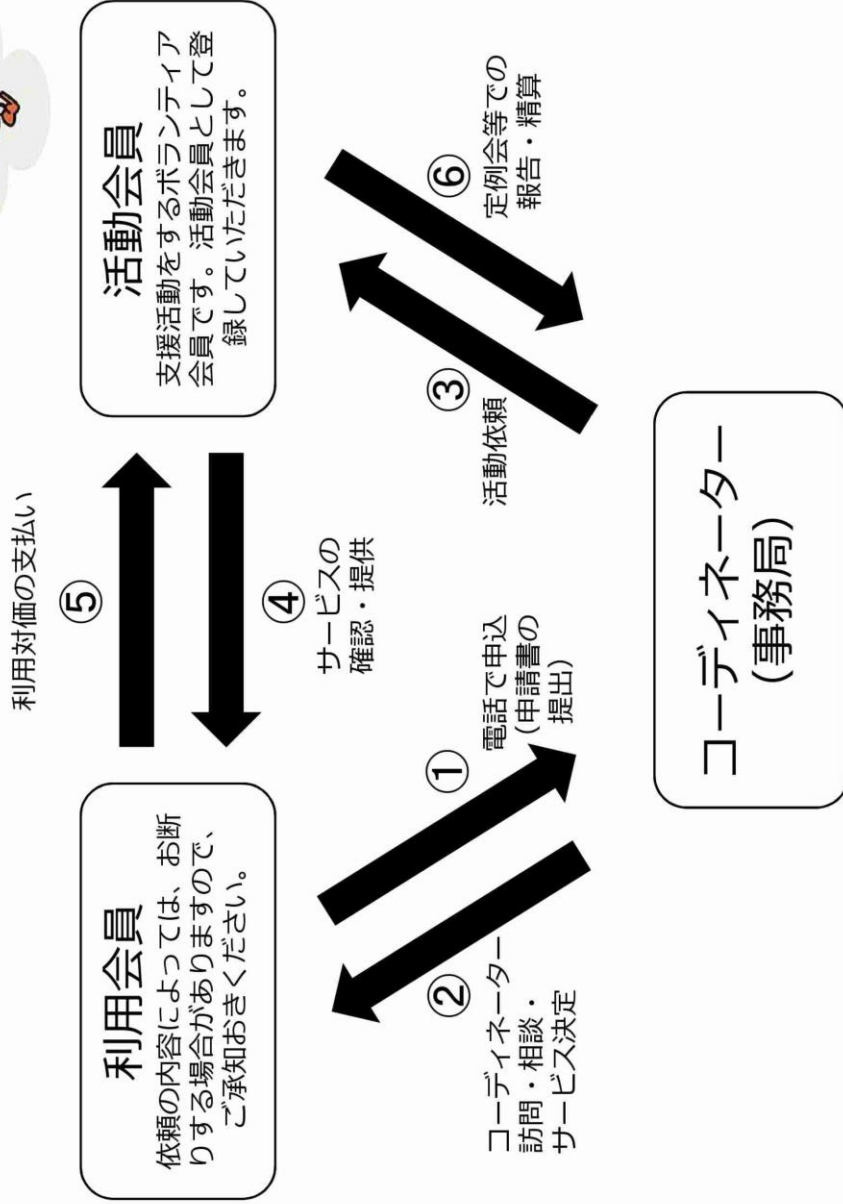 利用対価の支払い
⑤
利用会員
依頼の内容によっては、お断
りする場合がありますので、
ご承知おきください。
活動会員
支援活動をするボランティア
会員です。活動会員として登
録していただきます。
④
サービスの
確認・提供
①
電話で申込
(申請書の
提出)
②
コーディネーター
訪問・相談・
サービス決定
③
活動依頼
⑥
定例会等での
報告・精算
コーディネーター
(事務局)